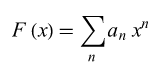 F (x) = ∑ₙ aₙ xⁿ